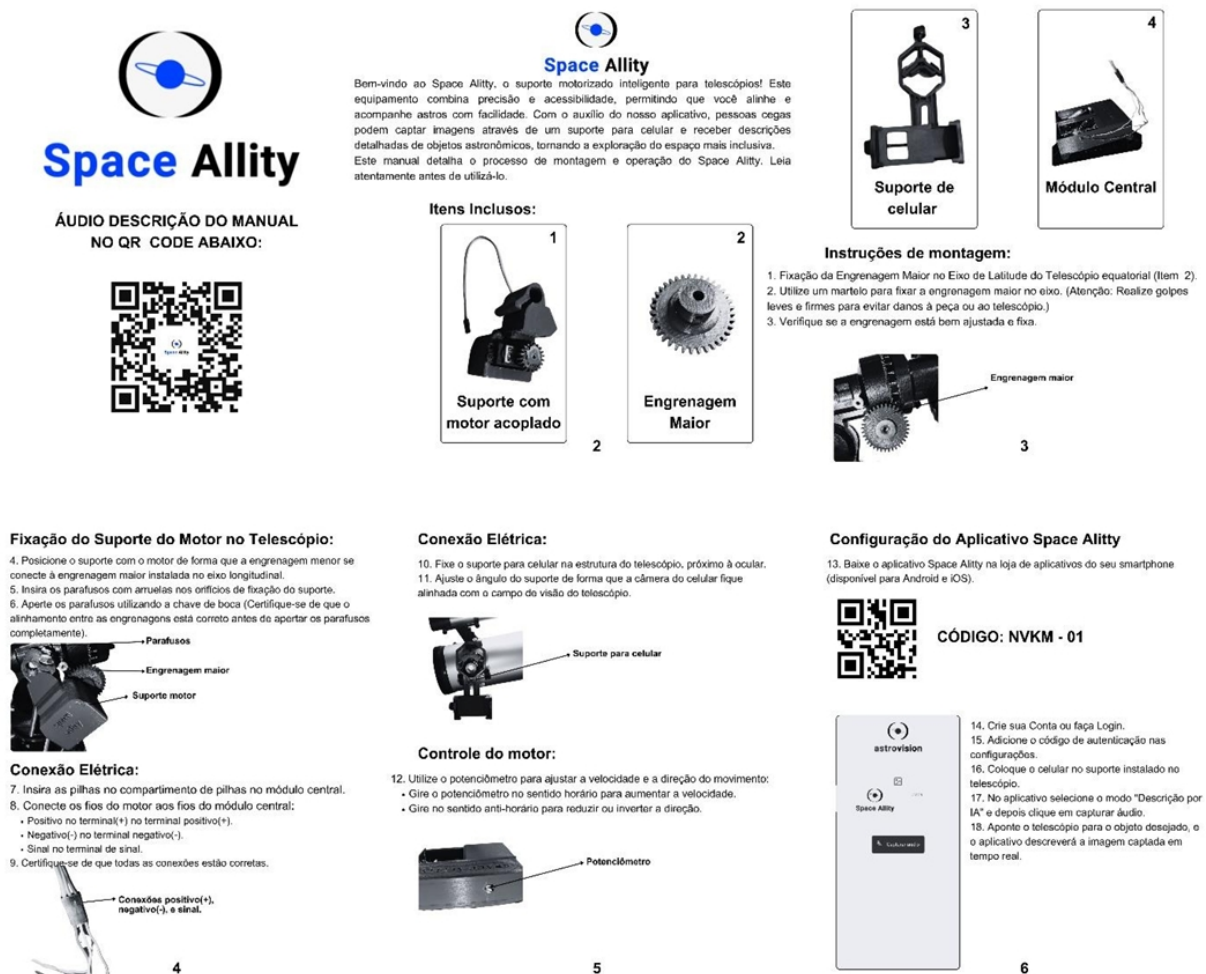 Space Allity
ÁUDIO DESCRIÇÃO DO MANUAL
NO QR CODE ABAIXO:
Space Allity
Space Allity
Bem-vindo ao Space Alitty, o suporte motorizado inteligente para telescópios! Este
equipamento combina precisão e acessibilidade, permitindo que você alinhe e
acompanhe astros com facilidade. Com o auxílio do nosso aplicativo, pessoas cegas
podem captar imagens através de um suporte para celular e receber descrições
detalhadas de objetos astronômicos, tornando a exploração do espaço mais inclusiva.
Este manual detalha o processo de montagem e operação do Space Alitty. Leia
atentamente antes de utilizá-lo.
Itens Inclusos:
1
Suporte com
motor acoplado
2
Engrenagem
Maior
2
3
Suporte de
celular
4
Módulo Central
Instruções de montagem:
1. Fixação da Engrenagem Maior no Eixo de Latitude do Telescópio equatorial (Item 2).
2. Utilize um martelo para fixar a engrenagem maior no eixo. (Atenção: Realize golpes
leves e firmes para evitar danos à peça ou ao telescópio.)
3. Verifique se a engrenagem está bem ajustada e fixa.
Engrenagem maior
3
Fixação do Suporte do Motor no Telescópio:
4. Posicione o suporte com o motor de forma que a engrenagem menor se
conecte à engrenagem maior instalada no eixo longitudinal.
5. Insira os parafusos com arruelas nos orifícios de fixação do suporte.
6. Aperte os parafusos utilizando a chave de boca (Certifique-se de que o
alinhamento entre as engrenagens está correto antes de apertar os parafusos
completamente).
Parafusos
Engrenagem maior
Suporte motor
Space
Conexão Elétrica:
7. Insira as pilhas no compartimento de pilhas no módulo central.
8. Conecte os fios do motor aos fios do módulo central:
• Positivo no terminal(+) no terminal positivo(+).
• Negativo(-) no terminal negativo(-).
• Sinal no terminal de sinal.
9. Certifique-se de que todas as conexões estão corretas.
Conexões positivo(+),
negativo(-), e sinal.
4
Conexão Elétrica:
10. Fixe o suporte para celular na estrutura do telescópio, próximo à ocular.
11. Ajuste o ângulo do suporte de forma que a câmera do celular fique
alinhada com o campo de visão do telescópio.
Suporte para celular
Controle do motor:
12. Utilize o potenciômetro para ajustar a velocidade e a direção do movimento:
• Gire o potenciômetro no sentido horário para aumentar a velocidade.
• Gire no sentido anti-horário para reduzir ou inverter a direção.
Potenciômetro
5
Configuração do Aplicativo Space Alitty
13. Baixe o aplicativo Space Alitty na loja de aplicativos do seu smartphone
(disponível para Android e iOS).
CÓDIGO: NVKM - 01
astrovision
Space Allity
Capturar áudio
14. Crie sua Conta ou faça Login.
15. Adicione o código de autenticação nas
configurações.
16. Coloque o celular no suporte instalado no
telescópio.
17. No aplicativo selecione o modo "Descrição por
IA" e depois clique em capturar áudio.
18. Aponte o telescópio para o objeto desejado, e
o aplicativo descreverá a imagem captada em
tempo real.
6